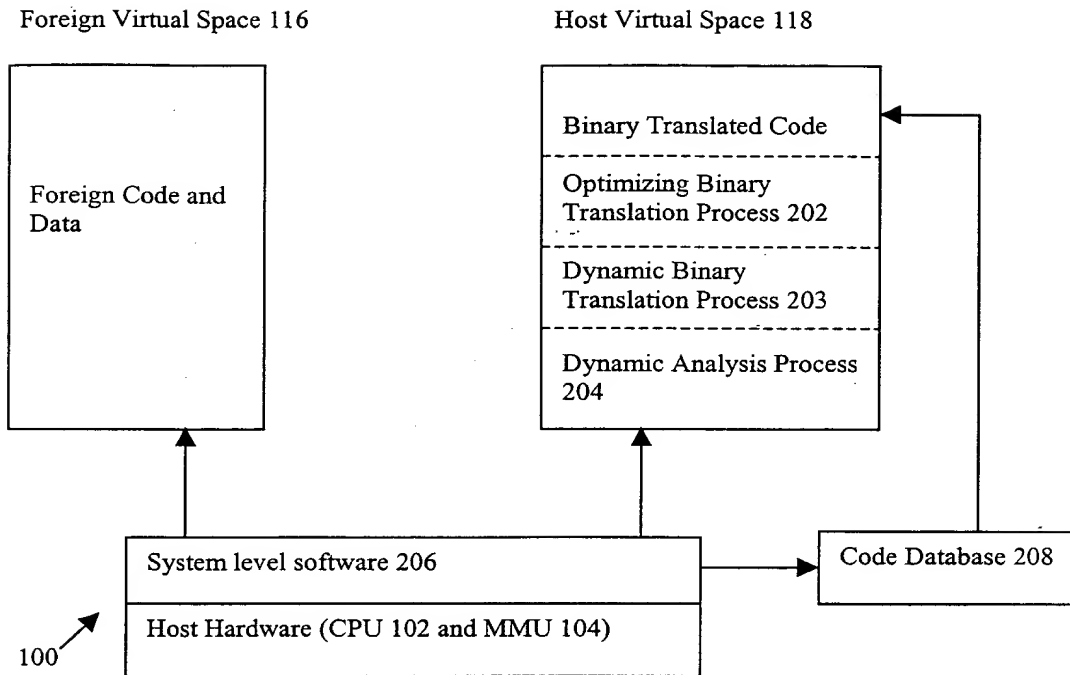 Foreign Virtual Space 116
Host Virtual Space 118
Foreign Code and
Data
Binary Translated Code
Optimizing Binary
Translation Process 202
Dynamic Binary
Translation Process 203
Dynamic Analysis Process
204
System level software 206
Code Database 208
Host Hardware (CPU 102 and MMU 104)
100